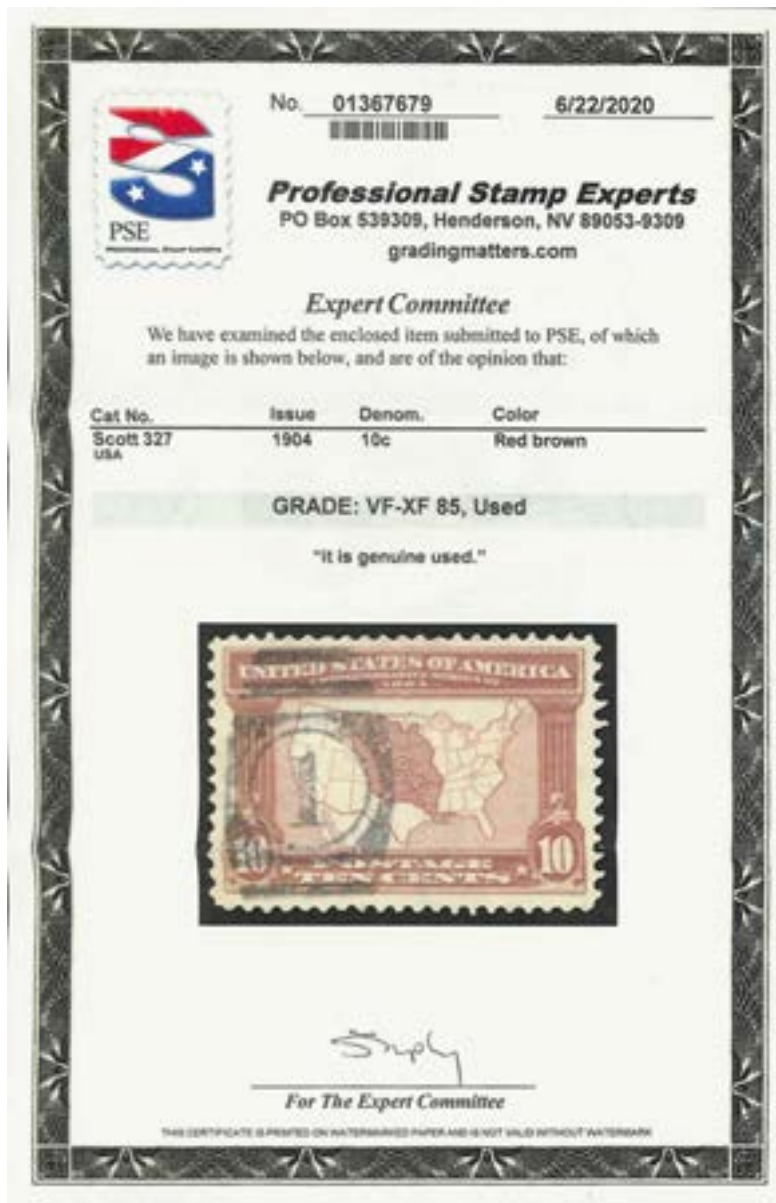 No. 01367679 6/22/2020
PSE
PROFESSIONAL STAMP EXPERTS
Professional Stamp Experts
PO Box 539309, Henderson, NV 89053-9309
gradingmatters.com
Expert Committee
We have examined the enclosed item submitted to PSE, of which
an image is shown below, and are of the opinion that:
Cat No. Issue Denom. Color
Scott 327 1904 10c Red brown
USA
GRADE: VF-XF 85, Used
"it is genuine used."
UNITED STATES OF AMERICA
1
10 POSTAGE 10
TEN CENTS
For The Expert Committee
THIS CERTIFICATE IS PRINTED ON WATERMARKED PAPER AND IS NOT VALID WITHOUT WATERMARK